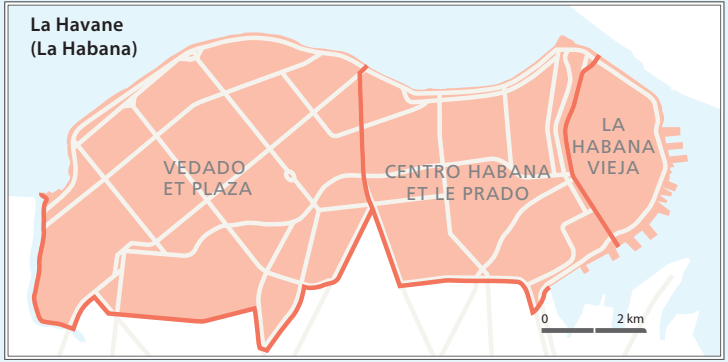 La Havane
(La Habana)
VEDADO
ET PLAZA
CENTRO HABANA
ET LE PRADO
LA
HABANA
VIEJA
0 2 km